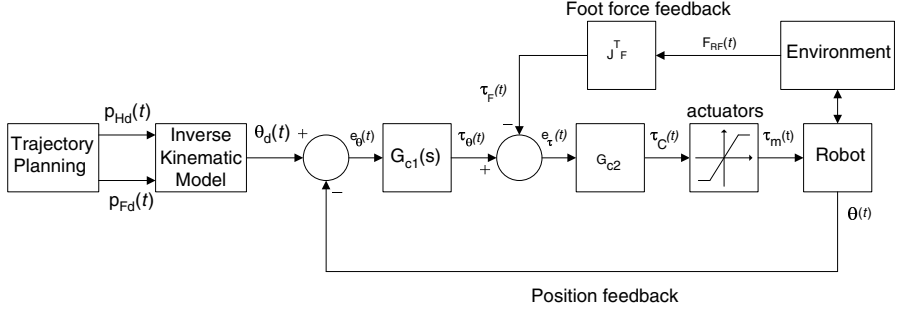 Foot force feedback
J^T_F
F_RF(t)
Environment
τ_F(t)
−
actuators
p_Hd(t)
Trajectory
Planning
p_Fd(t)
Inverse
Kinematic
Model
θ_d(t)
+
−
e_θ(t)
G_c1(s)
τ_θ(t)
+
e_τ(t)
G_c2
τ_C(t)
τ_m(t)
Robot
θ(t)
Position feedback